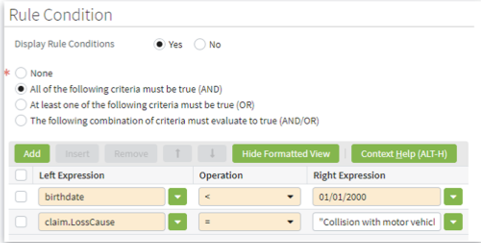 Rule Condition
Display Rule Conditions Yes No
* None
All of the following criteria must be true (AND)
At least one of the following criteria must be true (OR)
The following combination of criteria must evaluate to true (AND/OR)
Add Insert Remove ↑ ↓ Hide Formatted View Context Help (ALT-H)
Left Expression Operation Right Expression
birthdate < 01/01/2000
claim.LossCause = "Collision with motor vehicl